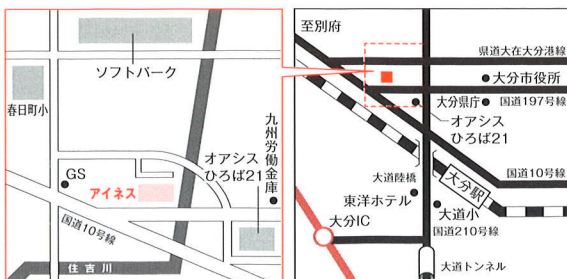 ソフトパーク
春日町小
九州労働金庫
オアシス
ひろば21
GS
アイネス
国道10号線
住吉川
至別府
県道大在大分港線
大分市役所
大分県庁
国道197号線
オアシス
ひろば21
大道陸橋
大分駅
国道10号線
東洋ホテル
大分IC
大道小
国道210号線
大道トンネル